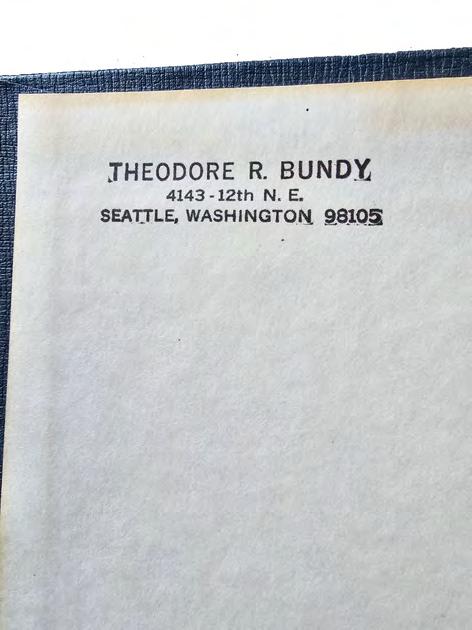 THEODORE R. BUNDY
4143-12th N. E.
SEATTLE, WASHINGTON 98105